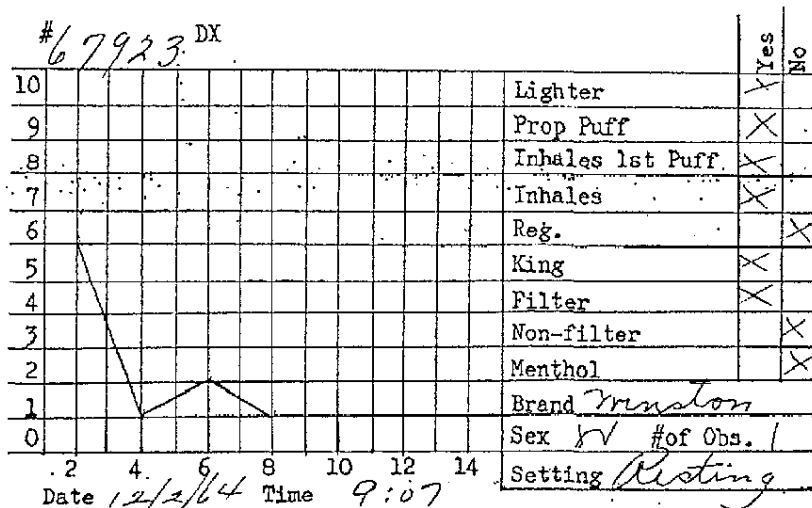 #67923 DX
Yes No
10 Lighter X
9 Prop Puff X
8 Inhales 1st Puff X
7 Inhales X
6 Reg. X
5 King X
4 Filter X
3 Non-filter X
2 Menthol X
1 Brand Winston
0 Sex W #of Obs. 1
2 4 6 8 10 12 14 Setting Resting
Date 12/2/64 Time 9:07